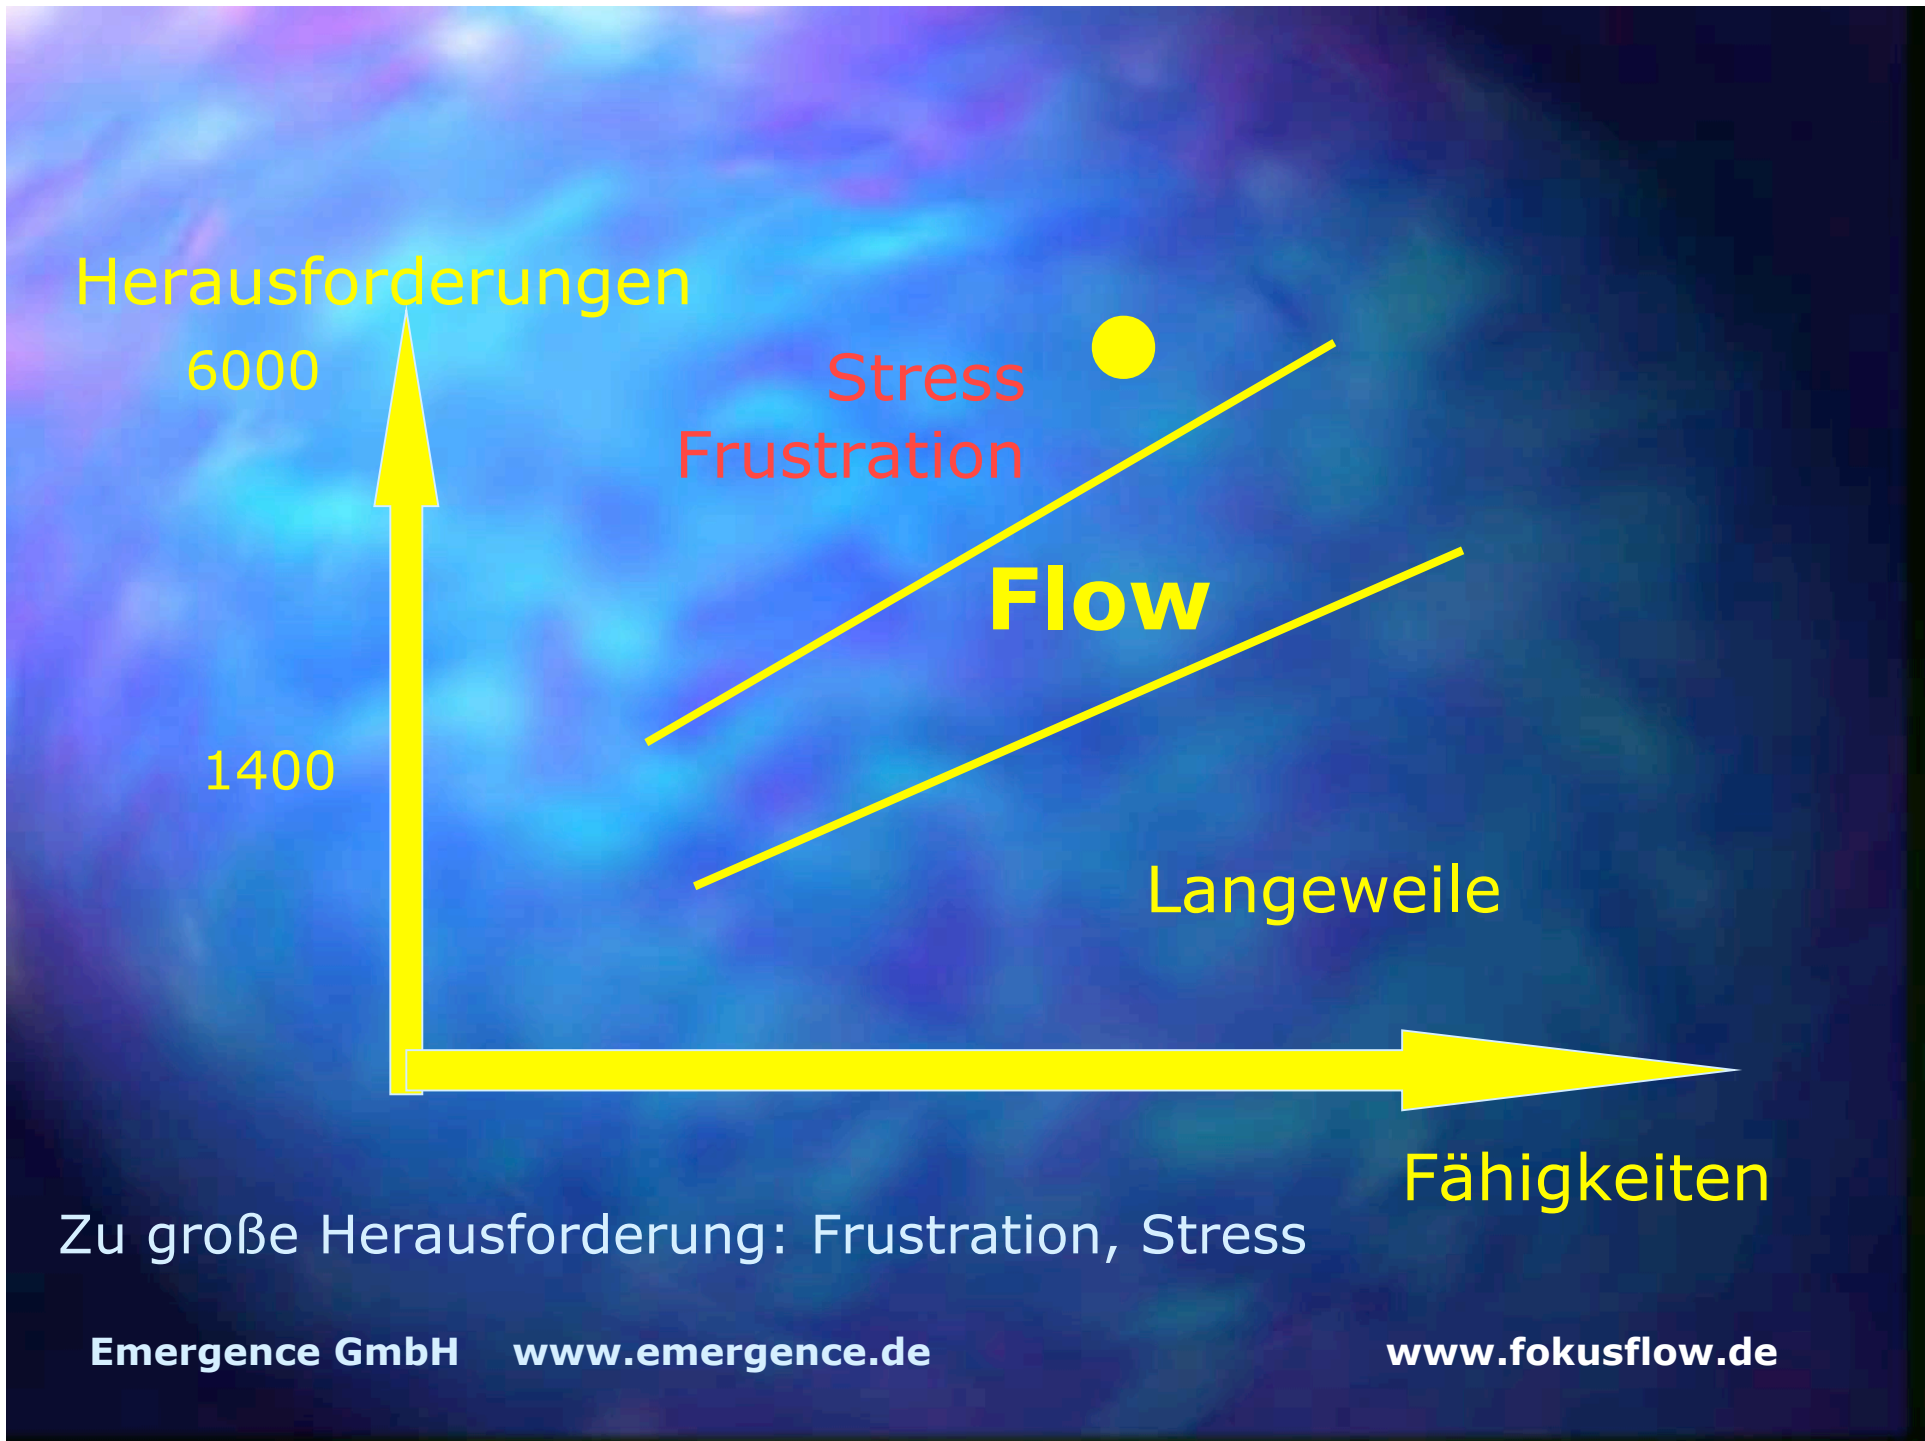 Herausforderungen
6000
Stress
Frustration
Flow
1400
Langeweile
Fähigkeiten
Zu große Herausforderung: Frustration, Stress
Emergence GmbH www.emergence.de www.fokusflow.de